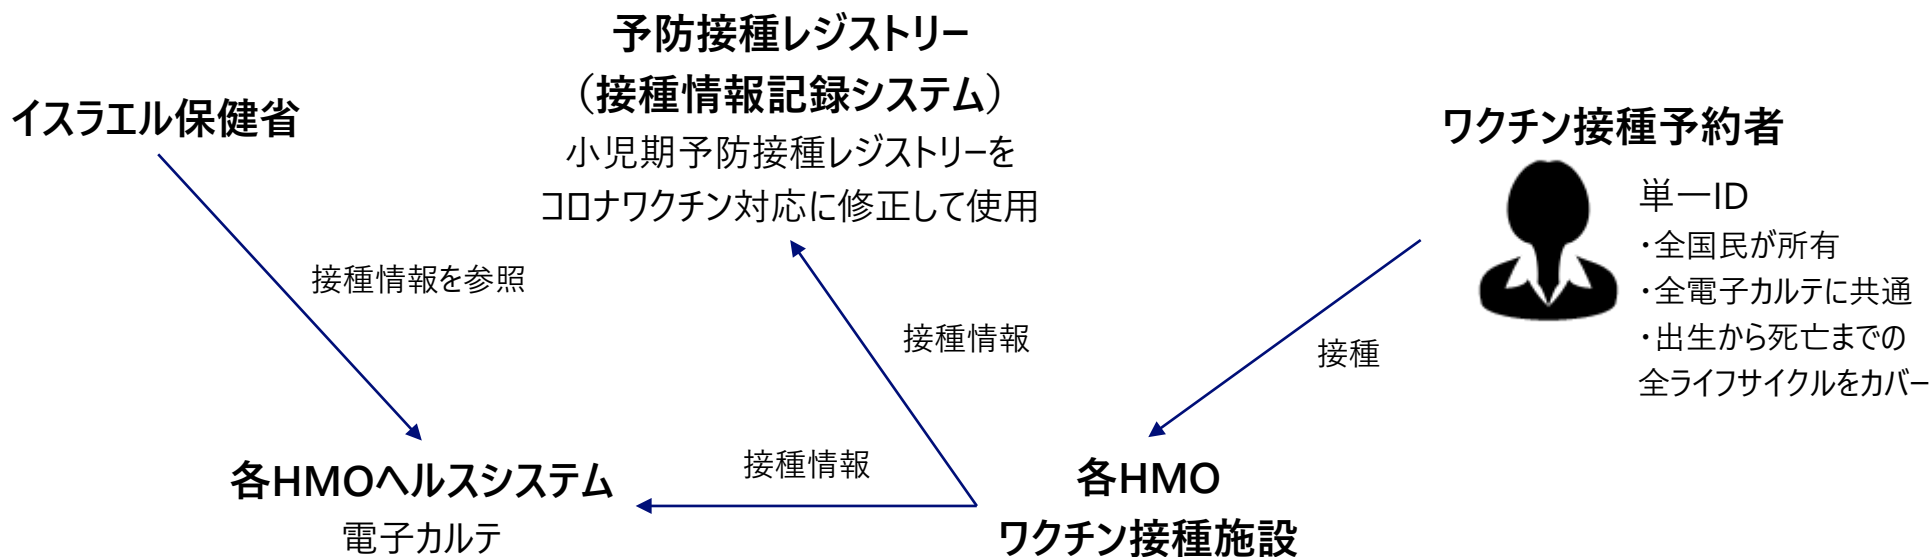 予防接種レジストリー
（接種情報記録システム）
小児期予防接種レジストリーを
コロナワクチン対応に修正して使用
イスラエル保健省
ワクチン接種予約者
単一ID
・全国民が所有
・全電子カルテに共通
・出生から死亡までの
全ライフサイクルをカバー
接種情報を参照
接種情報
接種
接種情報
各HMOヘルスシステム
電子カルテ
各HMO
ワクチン接種施設